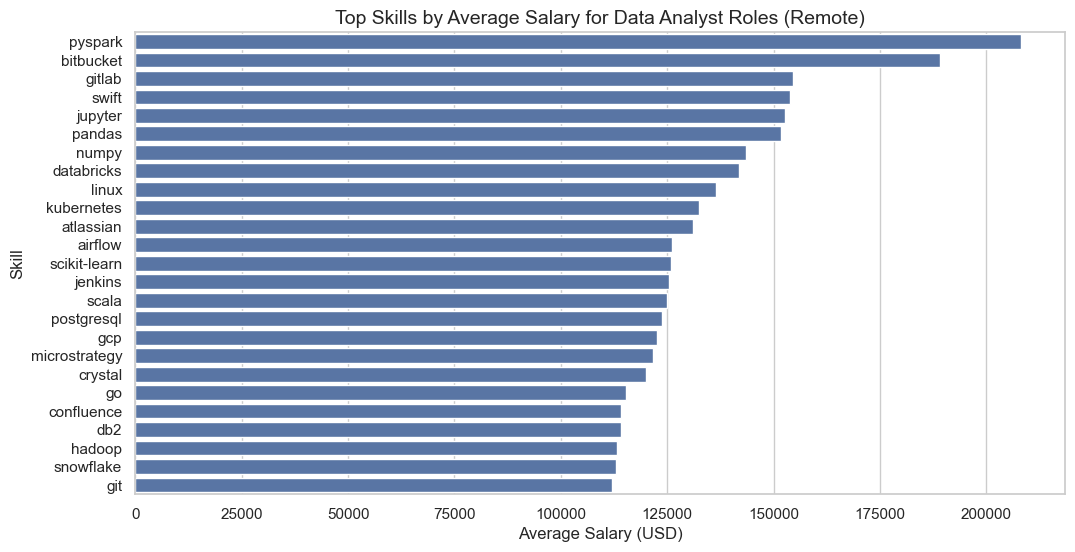 Top Skills by Average Salary for Data Analyst Roles (Remote)
Skill
pyspark
bitbucket
gitlab
swift
jupyter
pandas
numpy
databricks
linux
kubernetes
atlassian
airflow
scikit-learn
jenkins
scala
postgresql
gcp
microstrategy
crystal
go
confluence
db2
hadoop
snowflake
git
0 25000 50000 75000 100000 125000 150000 175000 200000
Average Salary (USD)